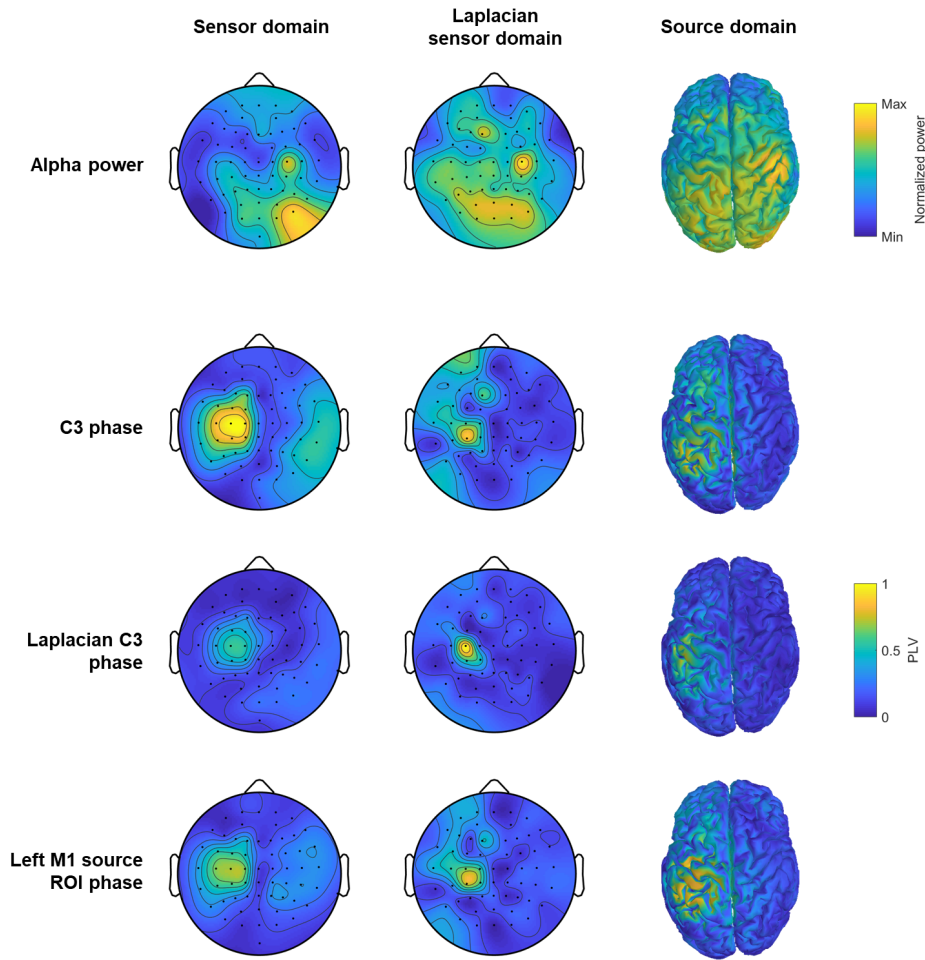 Sensor domain
Laplacian
sensor domain
Source domain
Alpha power
Max
Normalized power
Min
C3 phase
Laplacian C3
phase
1
0.5
PLV
0
Left M1 source
ROI phase